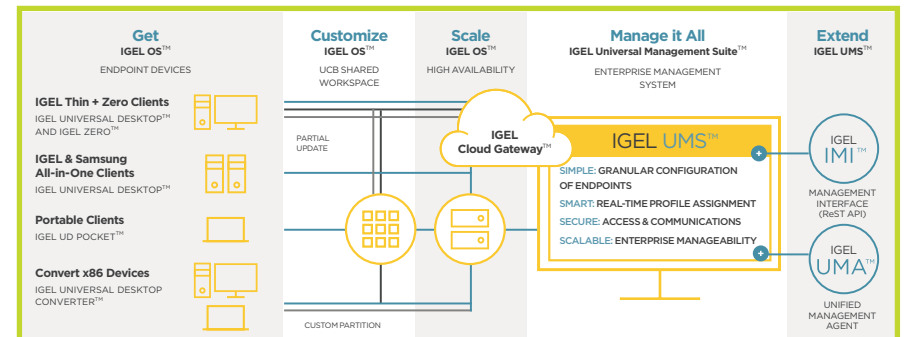 Get
IGEL OS™
ENDPOINT DEVICES
IGEL Thin + Zero Clients
IGEL UNIVERSAL DESKTOP™
AND IGEL ZERO™
IGEL & Samsung
All-in-One Clients
IGEL UNIVERSAL DESKTOP™
Portable Clients
IGEL UD POCKET™
Convert x86 Devices
IGEL UNIVERSAL DESKTOP
CONVERTER™
Customize
IGEL OS™
UCB SHARED
WORKSPACE
PARTIAL
UPDATE
CUSTOM PARTITION
Scale
IGEL OS™
HIGH AVAILABILITY
IGEL
Cloud Gateway™
Manage it All
IGEL Universal Management Suite™
ENTERPRISE MANAGEMENT
SYSTEM
IGEL UMS™
SIMPLE: GRANULAR CONFIGURATION
OF ENDPOINTS
SMART: REAL-TIME PROFILE ASSIGNMENT
SECURE: ACCESS & COMMUNICATIONS
SCALABLE: ENTERPRISE MANAGEABILITY
Extend
IGEL UMS™
IGEL
IMI™
MANAGEMENT
INTERFACE
(ReST API)
IGEL
UMA™
UNIFIED
MANAGEMENT
AGENT